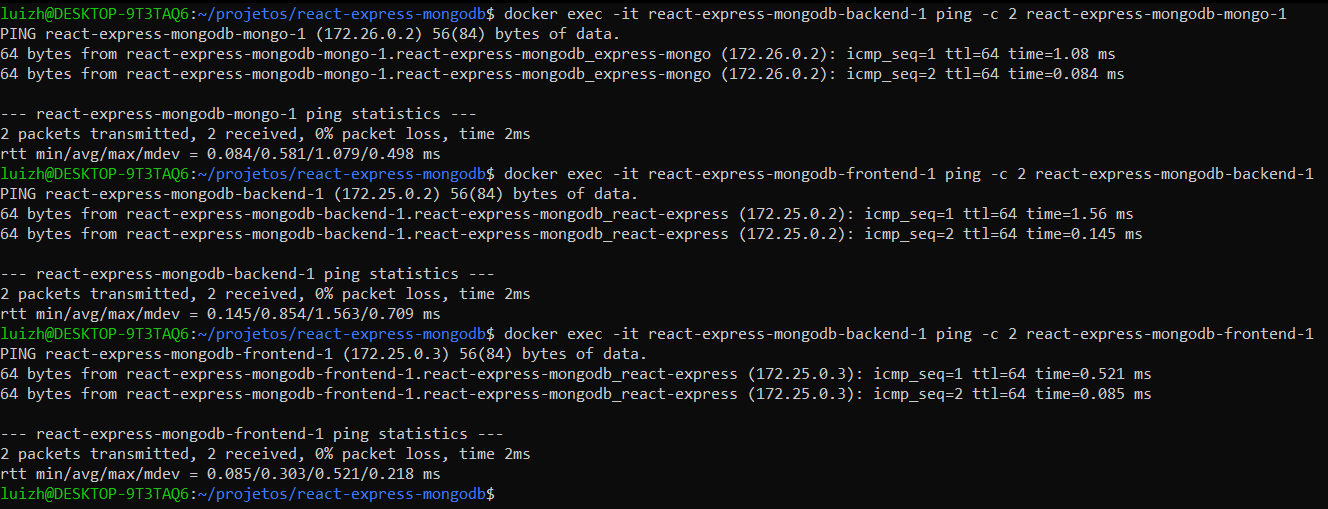 luizh@DESKTOP-9T3TAQ6:~/projetos/react-express-mongodb$ docker exec -it react-express-mongodb-backend-1 ping -c 2 react-express-mongodb-mongo-1
PING react-express-mongodb-mongo-1 (172.26.0.2) 56(84) bytes of data.
64 bytes from react-express-mongodb-mongo-1.react-express-mongodb_express-mongo (172.26.0.2): icmp_seq=1 ttl=64 time=1.08 ms
64 bytes from react-express-mongodb-mongo-1.react-express-mongodb_express-mongo (172.26.0.2): icmp_seq=2 ttl=64 time=0.084 ms

--- react-express-mongodb-mongo-1 ping statistics ---
2 packets transmitted, 2 received, 0% packet loss, time 2ms
rtt min/avg/max/mdev = 0.084/0.581/1.079/0.498 ms
luizh@DESKTOP-9T3TAQ6:~/projetos/react-express-mongodb$ docker exec -it react-express-mongodb-frontend-1 ping -c 2 react-express-mongodb-backend-1
PING react-express-mongodb-backend-1 (172.25.0.2) 56(84) bytes of data.
64 bytes from react-express-mongodb-backend-1.react-express-mongodb_react-express (172.25.0.2): icmp_seq=1 ttl=64 time=1.56 ms
64 bytes from react-express-mongodb-backend-1.react-express-mongodb_react-express (172.25.0.2): icmp_seq=2 ttl=64 time=0.145 ms

--- react-express-mongodb-backend-1 ping statistics ---
2 packets transmitted, 2 received, 0% packet loss, time 2ms
rtt min/avg/max/mdev = 0.145/0.854/1.563/0.709 ms
luizh@DESKTOP-9T3TAQ6:~/projetos/react-express-mongodb$ docker exec -it react-express-mongodb-backend-1 ping -c 2 react-express-mongodb-frontend-1
PING react-express-mongodb-frontend-1 (172.25.0.3) 56(84) bytes of data.
64 bytes from react-express-mongodb-frontend-1.react-express-mongodb_react-express (172.25.0.3): icmp_seq=1 ttl=64 time=0.521 ms
64 bytes from react-express-mongodb-frontend-1.react-express-mongodb_react-express (172.25.0.3): icmp_seq=2 ttl=64 time=0.085 ms

--- react-express-mongodb-frontend-1 ping statistics ---
2 packets transmitted, 2 received, 0% packet loss, time 2ms
rtt min/avg/max/mdev = 0.085/0.303/0.521/0.218 ms
luizh@DESKTOP-9T3TAQ6:~/projetos/react-express-mongodb$